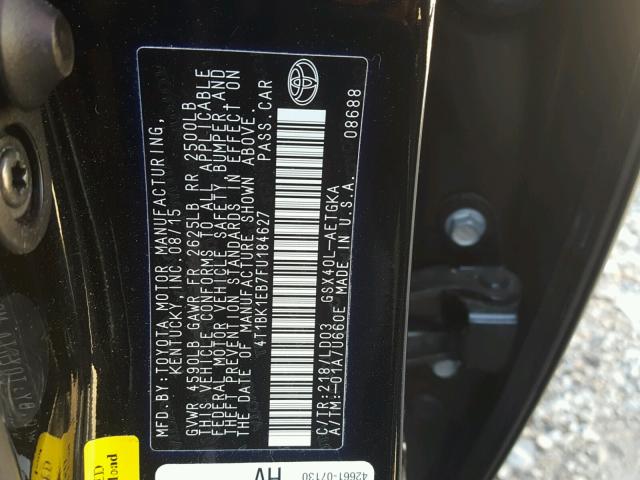 MFD. BY: TOYOTA MOTOR MANUFACTURING,
KENTUCKY, INC. 08/15
GVWR 4590LB GAWR FR 2625LB RR 2500LB
THIS VEHICLE CONFORMS TO ALL APPLICABLE
FEDERAL MOTOR VEHICLE SAFETY, BUMPER, AND
THEFT PREVENTION STANDARDS IN EFFECT ON
THE DATE OF MANUFACTURE SHOWN ABOVE.
4T1BK1EB7FU184627 PASS. CAR
C/TR: 218/LB03 GSX40L-AETGKA
A/TM: -01A/U660E MADE IN U.S.A.
08688
42661-07130
HV
load